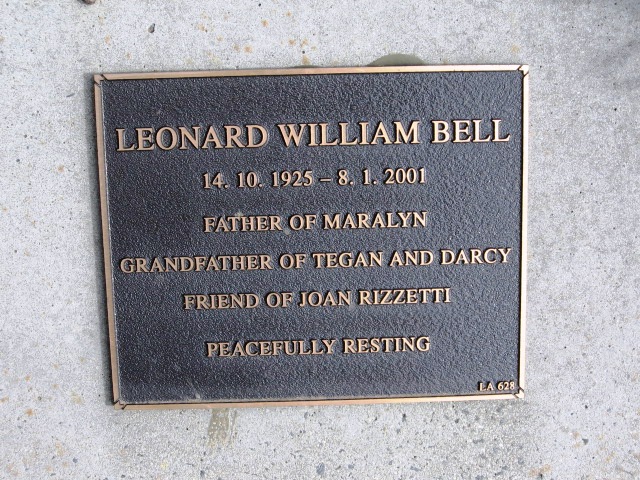 LEONARD WILLIAM BELL
14. 10. 1925 – 8. 1. 2001
FATHER OF MARALYN
GRANDFATHER OF TEGAN AND DARCY
FRIEND OF JOAN RIZZETTI
PEACEFULLY RESTING
LA 628